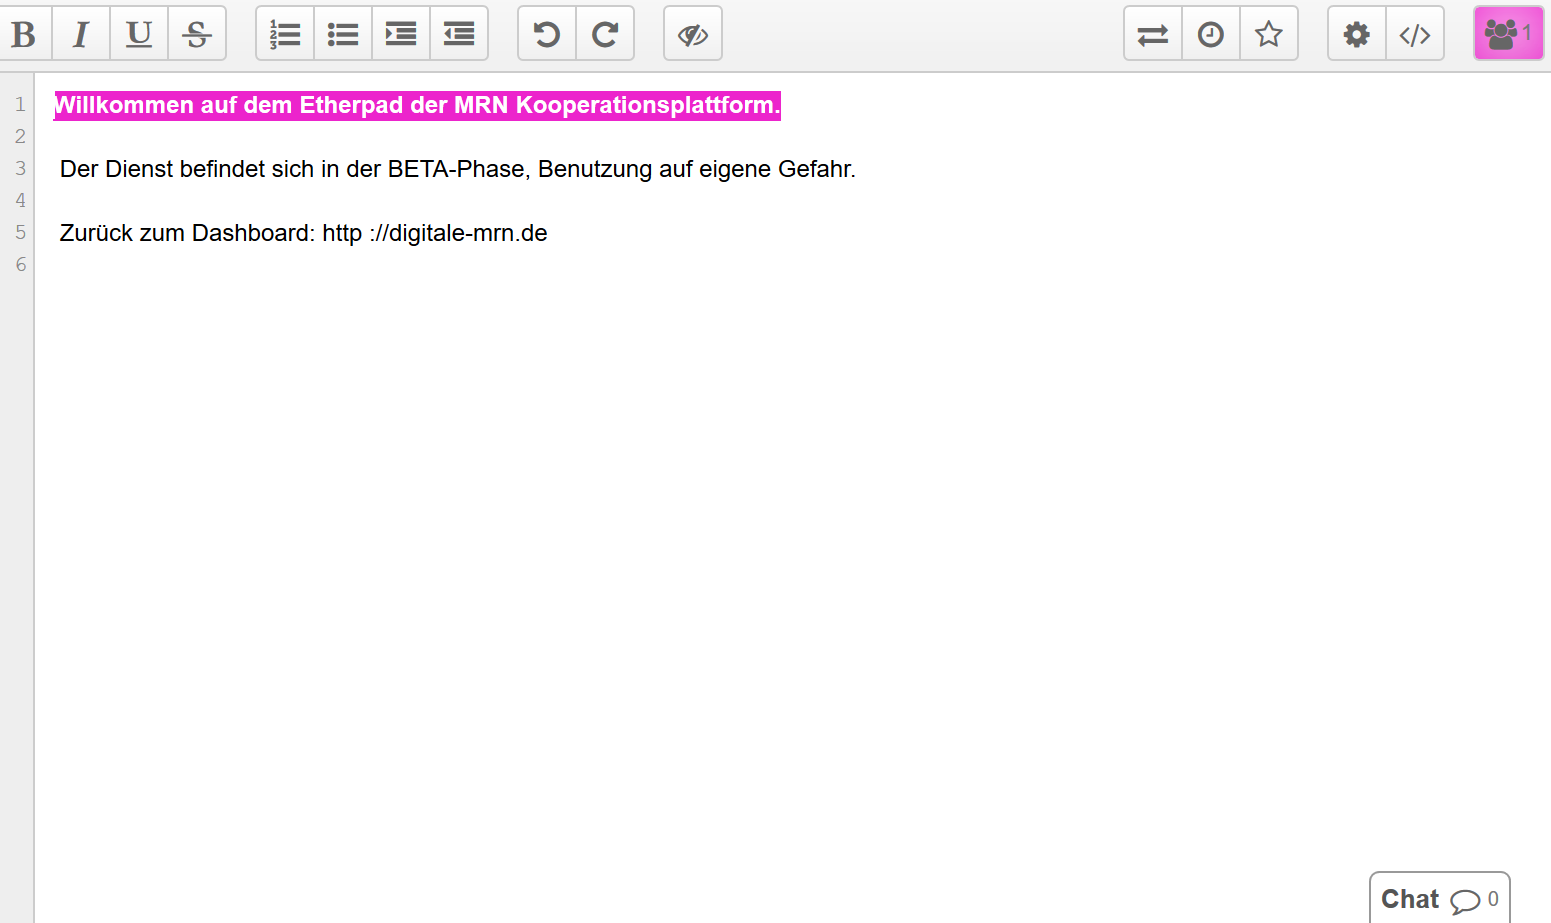 B I U S 1
1 Willkommen auf dem Etherpad der MRN Kooperationsplattform.
2
3 Der Dienst befindet sich in der BETA-Phase, Benutzung auf eigene Gefahr.
4
5 Zurück zum Dashboard: http ://digitale-mrn.de
6
Chat 0